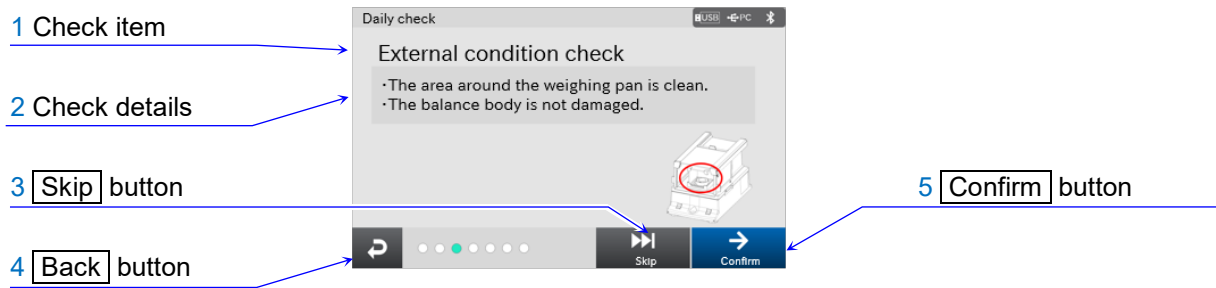 1 Check item
2 Check details
3 Skip button
4 Back button
Daily check
USB PC
External condition check
・The area around the weighing pan is clean.
・The balance body is not damaged.
Skip
Confirm
5 Confirm button